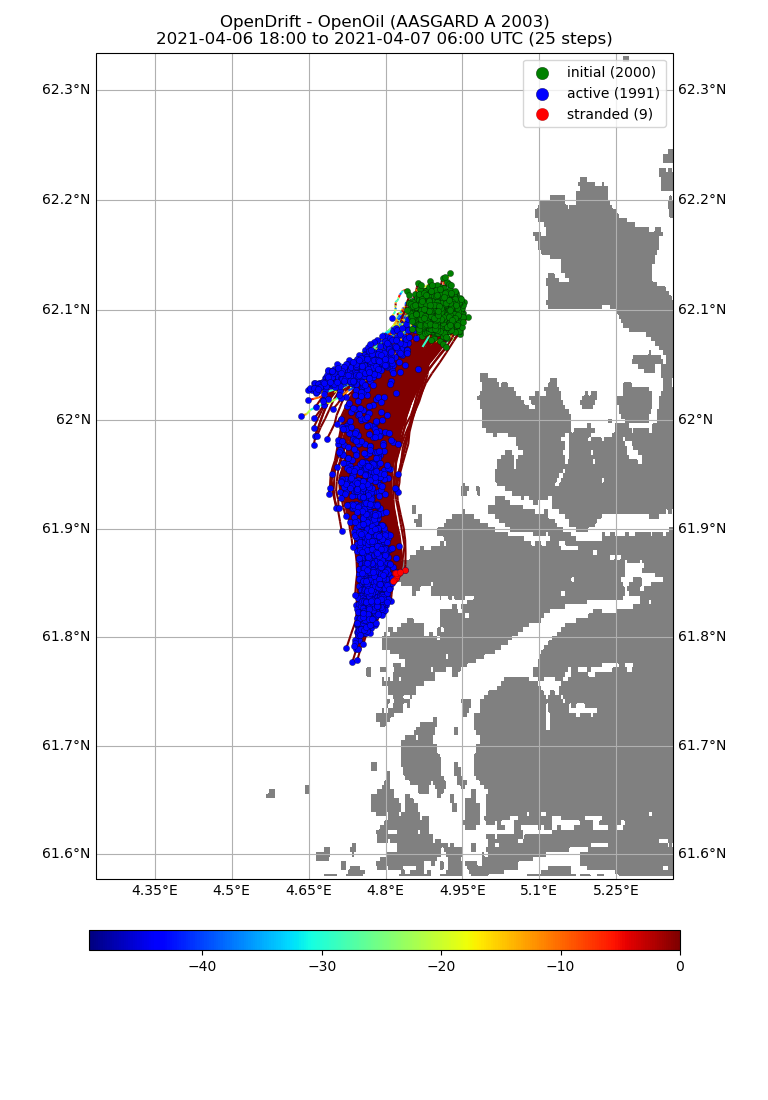 OpenDrift - OpenOil (AASGARD A 2003)
2021-04-06 18:00 to 2021-04-07 06:00 UTC (25 steps)
initial (2000)
active (1991)
stranded (9)
62.3°N 62.3°N
62.2°N 62.2°N
62.1°N 62.1°N
62°N 62°N
61.9°N 61.9°N
61.8°N 61.8°N
61.7°N 61.7°N
61.6°N 61.6°N
4.35°E 4.5°E 4.65°E 4.8°E 4.95°E 5.1°E 5.25°E
−40 −30 −20 −10 0